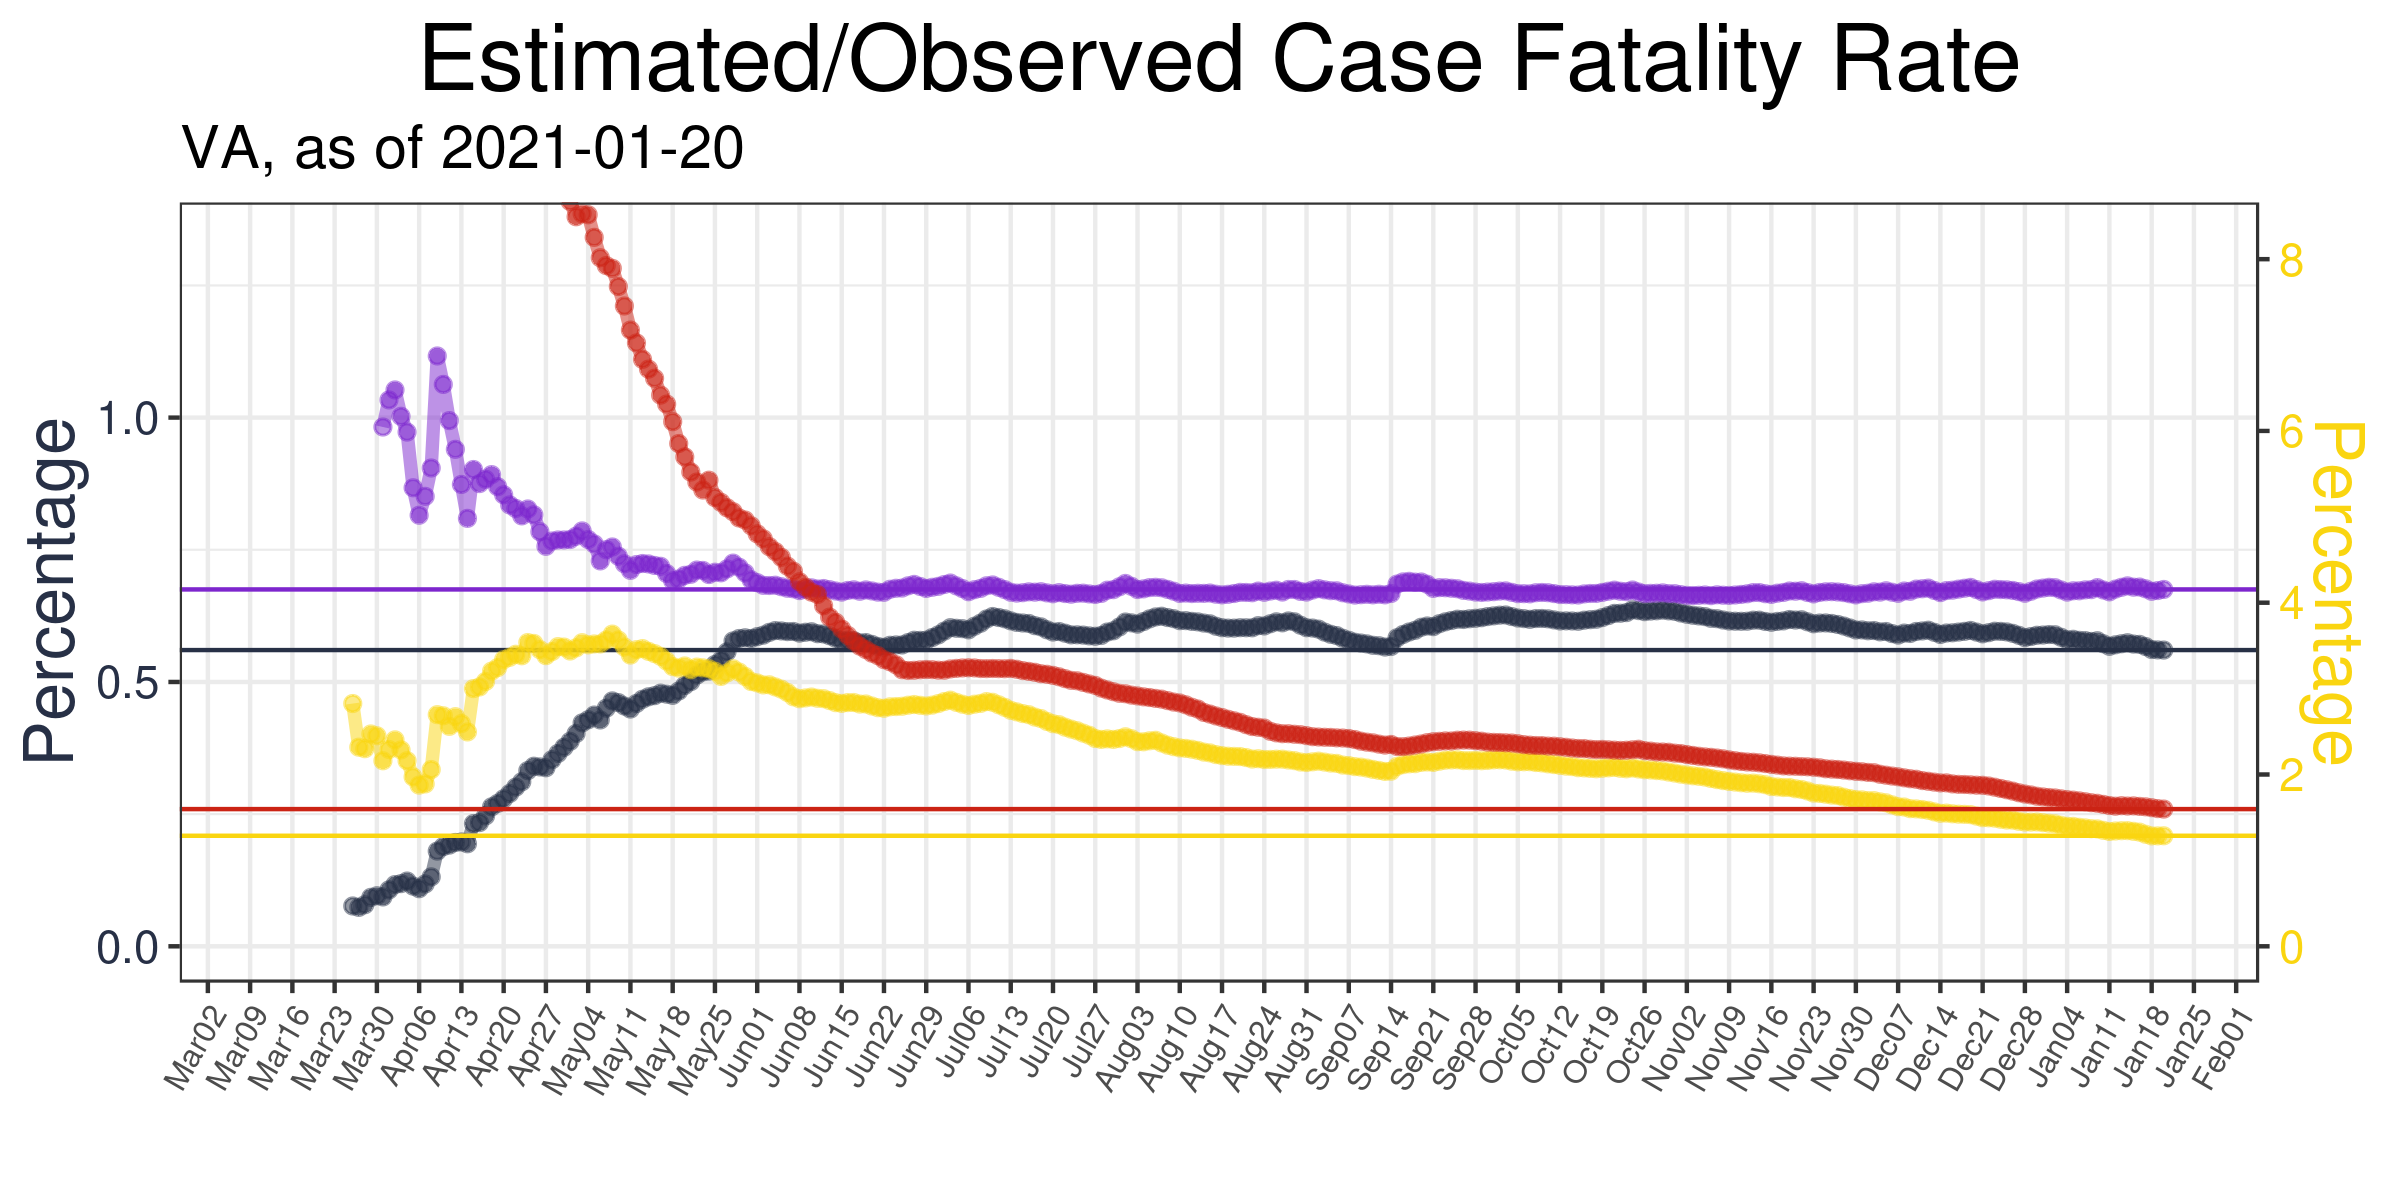 Estimated/Observed Case Fatality Rate
VA, as of 2021-01-20
Percentage
1.0
0.5
0.0
8
6
4
2
0
Percentage
Mar02 Mar09 Mar16 Mar23 Mar30 Apr06 Apr13 Apr20 Apr27 May04 May11 May18 May25 Jun01 Jun08 Jun15 Jun22 Jun29 Jul06 Jul13 Jul20 Jul27 Aug03 Aug10 Aug17 Aug24 Aug31 Sep07 Sep14 Sep21 Sep28 Oct05 Oct12 Oct19 Oct26 Nov02 Nov09 Nov16 Nov23 Nov30 Dec07 Dec14 Dec21 Dec28 Jan04 Jan11 Jan18 Jan25 Feb01